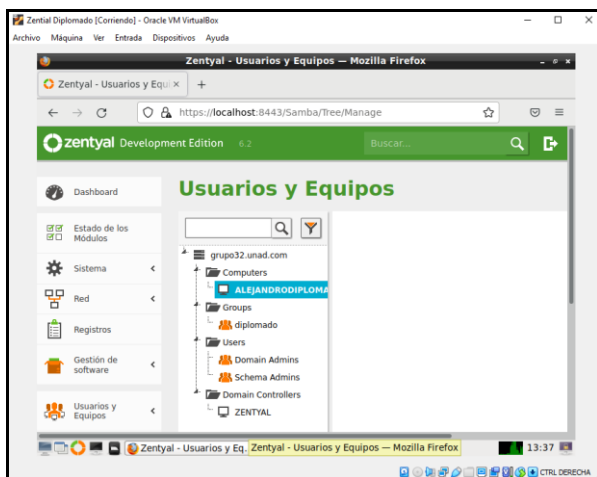 Zential Diplomado [Corriendo] - Oracle VM VirtualBox
Archivo Máquina Ver Entrada Dispositivos Ayuda
Zentyal - Usuarios y Equipos — Mozilla Firefox
Zentyal - Usuarios y Equi
https://localhost:8443/Samba/Tree/Manage
zentyal Development Edition 6.2
Buscar...
Usuarios y Equipos
Dashboard
Estado de los
Módulos
Sistema
Red
Registros
Gestión de
software
Usuarios y
Equipos
grupo32.unad.com
Computers
ALEJANDRODIPLOMA
Groups
diplomado
Users
Domain Admins
Schema Admins
Domain Controllers
ZENTYAL
Zentyal - Usuarios y Eq. Zentyal - Usuarios y Equipos — Mozilla Firefox
13:37
CTRL DERECHA